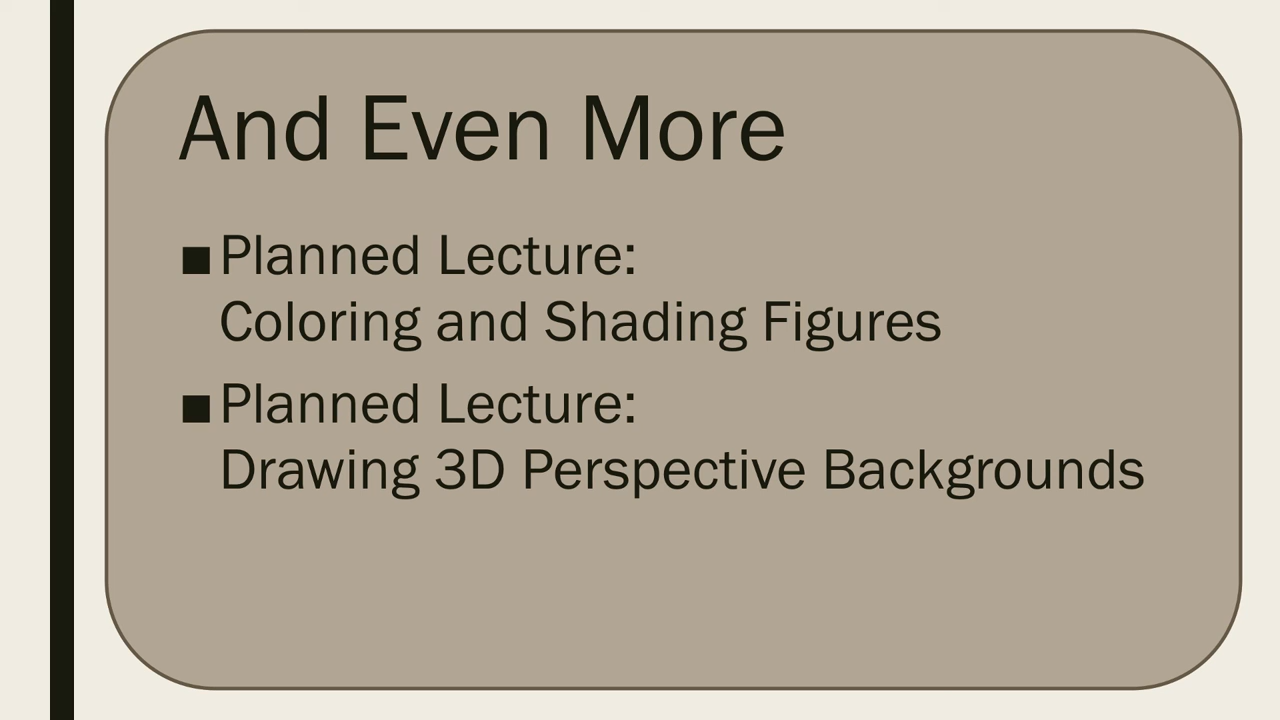 And Even More
■Planned Lecture:
Coloring and Shading Figures
■Planned Lecture:
Drawing 3D Perspective Backgrounds